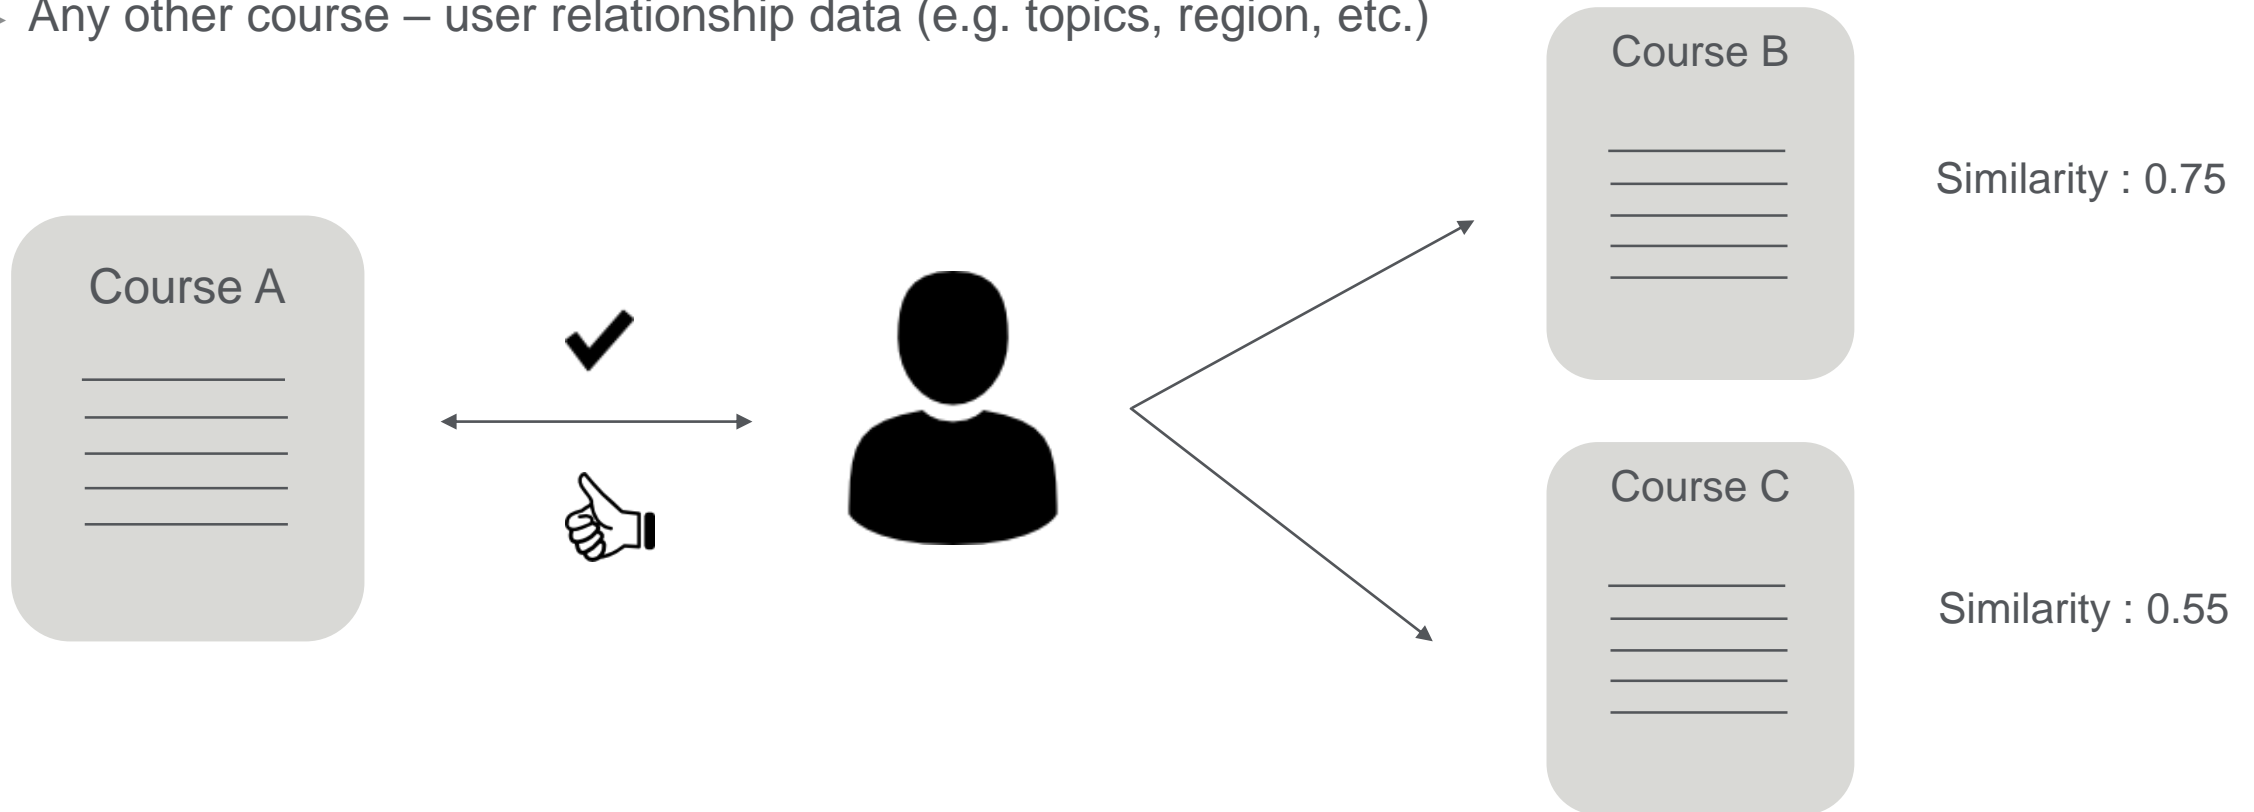 Any other course – user relationship data (e.g. topics, region, etc.)
Course B
Similarity : 0.75
Course A
Course C
Similarity : 0.55